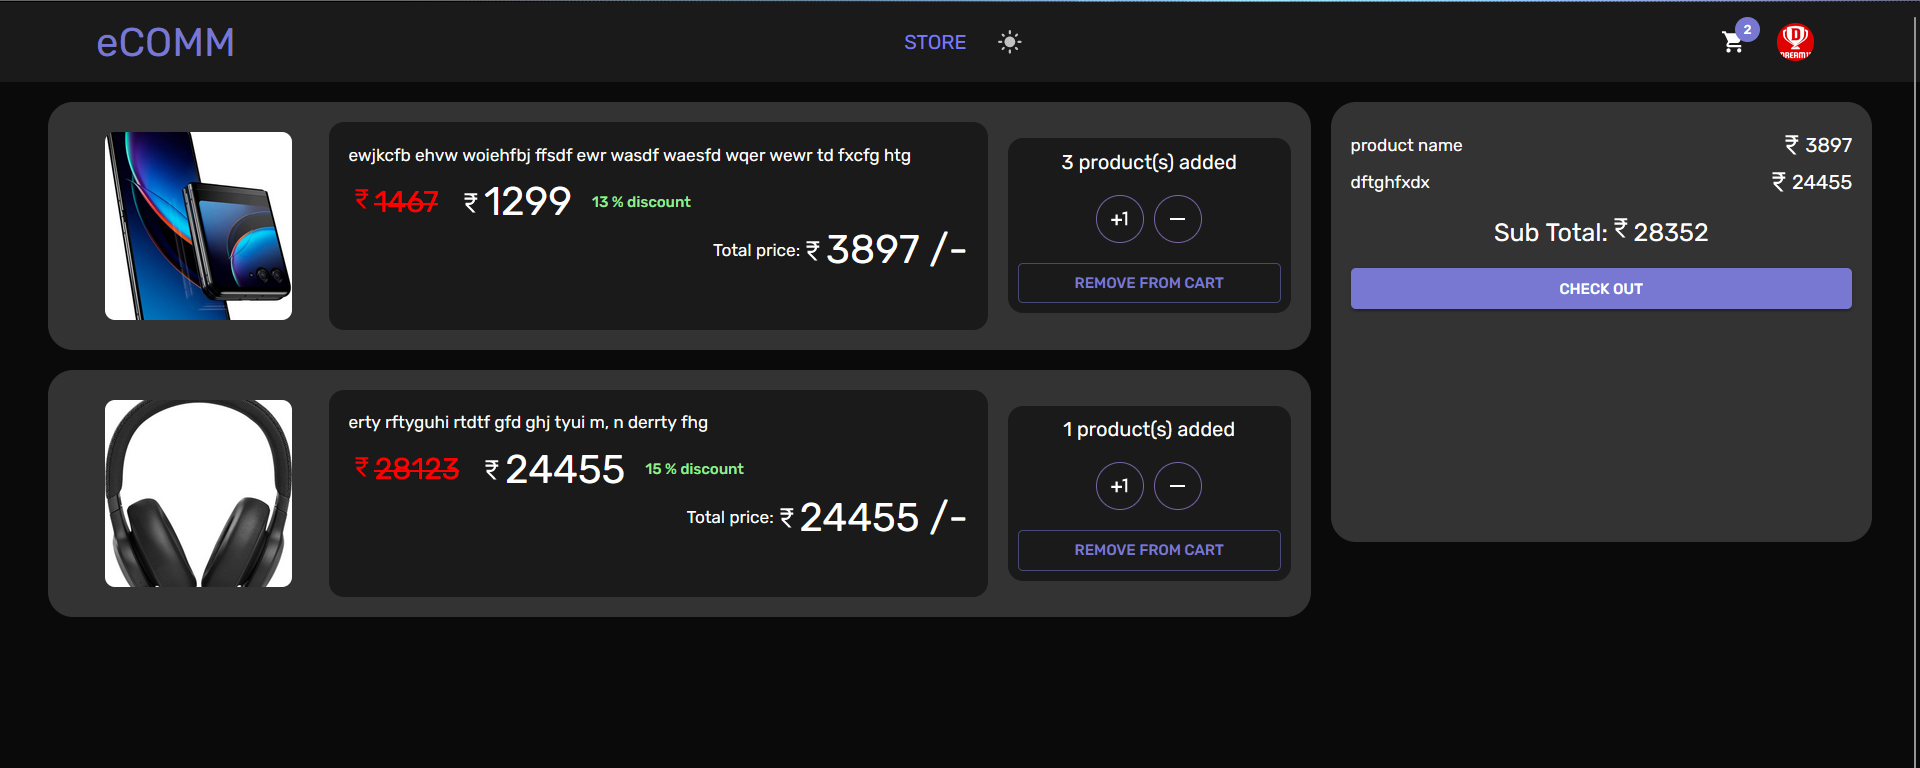 eCOMM
STORE
2
D
DREAM11
ewjkcfb ehvw woiehfbj ffsdf ewr wasdf waesfd wqer wewr td fxcfg htg
₹ 1467 ₹ 1299 13 % discount
Total price: ₹ 3897 /-
3 product(s) added
+1 —
REMOVE FROM CART
erty rftyguhi rtdtf gfd ghj tyui m, n derrty fhg
₹ 28123 ₹ 24455 15 % discount
Total price: ₹ 24455 /-
1 product(s) added
+1 —
REMOVE FROM CART
product name ₹ 3897
dftghfxdx ₹ 24455
Sub Total: ₹ 28352
CHECK OUT